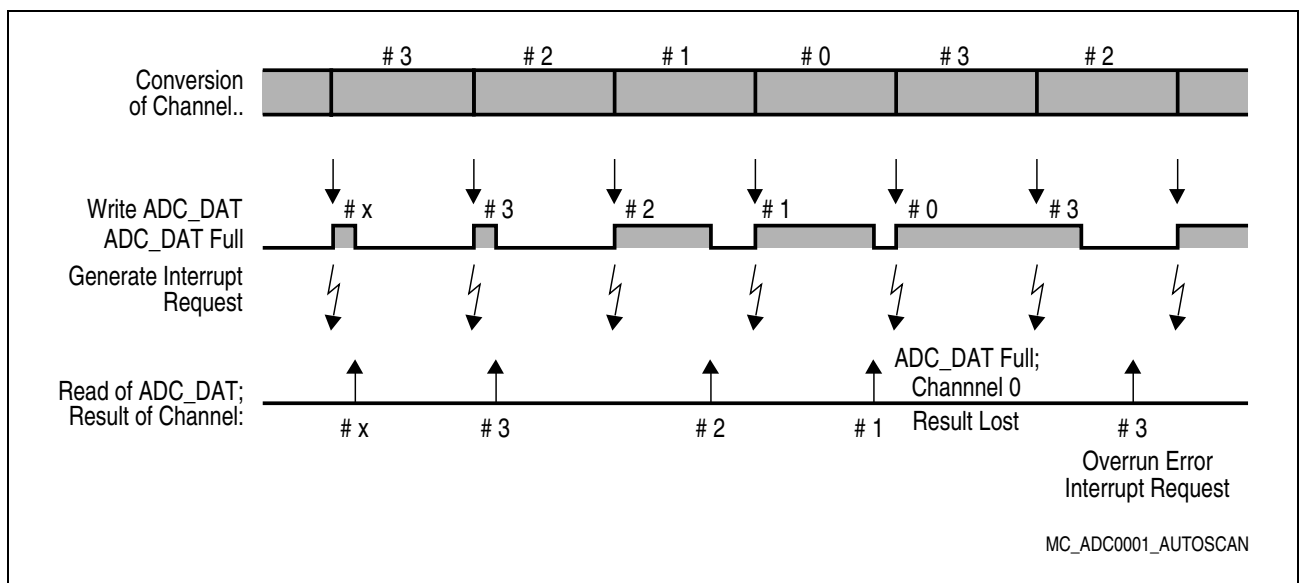 # 3 # 2 # 1 # 0 # 3 # 2
Conversion
of Channel..
Write ADC_DAT
# x # 3 # 2 # 1 # 0 # 3
ADC_DAT Full
Generate Interrupt
Request
ADC_DAT Full;
Channnel 0
Result Lost
Read of ADC_DAT;
Result of Channel:
# x # 3 # 2 # 1 # 3
Overrun Error
Interrupt Request
MC_ADC0001_AUTOSCAN